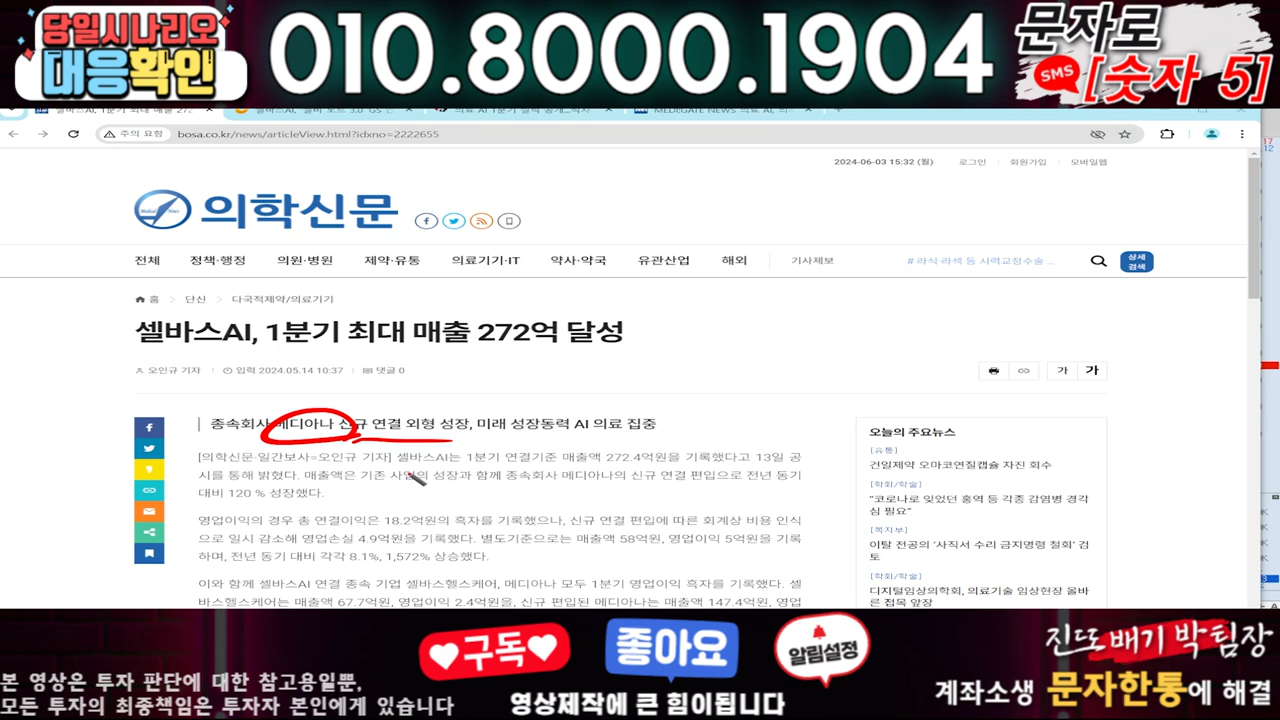 당일시나리오
대응확인
010.8000.1904
문자로
SMS
[숫자 5]
주의 요함
bosa.co.kr/news/articleView.html?idxno=2222655
2024-06-03 15:32 (월)
로그인
회원가입
모바일웹
의학신문
전체
정책·행정
의원·병원
제약·유통
의료기기·IT
약사·약국
유관산업
해외
기사제보
# 라식·라섹 등 시력교정수술 ...
상세
검색
홈
단신
다국적제약/의료기기
셀바스AI, 1분기 최대 매출 272억 달성
오인규 기자
입력 2024.05.14 10:37
댓글 0
가
가
종속회사 메디아나 신규 연결 외형 성장, 미래 성장동력 AI 의료 집중
[의학신문·일간보사=오인규 기자] 셀바스AI는 1분기 연결기준 매출액 272.4억원을 기록했다고 13일 공
시를 통해 밝혔다. 매출액은 기존 사업의 성장과 함께 종속회사 메디아나의 신규 연결 편입으로 전년 동기
대비 120 % 성장했다.
영업이익의 경우 총 연결이익은 18.2억원의 흑자를 기록했으나, 신규 연결 편입에 따른 회계상 비용 인식
으로 일시 감소해 영업손실 4.9억원을 기록했다. 별도기준으로는 매출액 58억원, 영업이익 5억원을 기록
하며, 전년 동기 대비 각각 8.1%, 1,572% 상승했다.
이와 함께 셀바스AI 연결 종속 기업 셀바스헬스케어, 메디아나 모두 1분기 영업이익 흑자를 기록했다. 셀
바스헬스케어는 매출액 67.7억원, 영업이익 2.4억원을, 신규 편입된 메디아나는 매출액 147.4억원, 영업
오늘의 주요뉴스
[유통]
건일제약 오마코연질캡슐 자진 회수
[학회/학술]
“코로나로 잊었던 홍역 등 각종 감염병 경각
심 필요”
[복지부]
이탈 전공의 ‘사직서 수리 금지명령 철회’ 검
토
[학회/학술]
디지털임상의학회, 의료기술 임상현장 올바
른 접목 앞장
구독
좋아요
알림설정
영상제작에 큰 힘이됩니다
본 영상은 투자 판단에 대한 참고용일뿐,
모든 투자의 최종책임은 투자자 본인에게 있습니다
진또배기 박팀장
계좌소생 문자한통에 해결